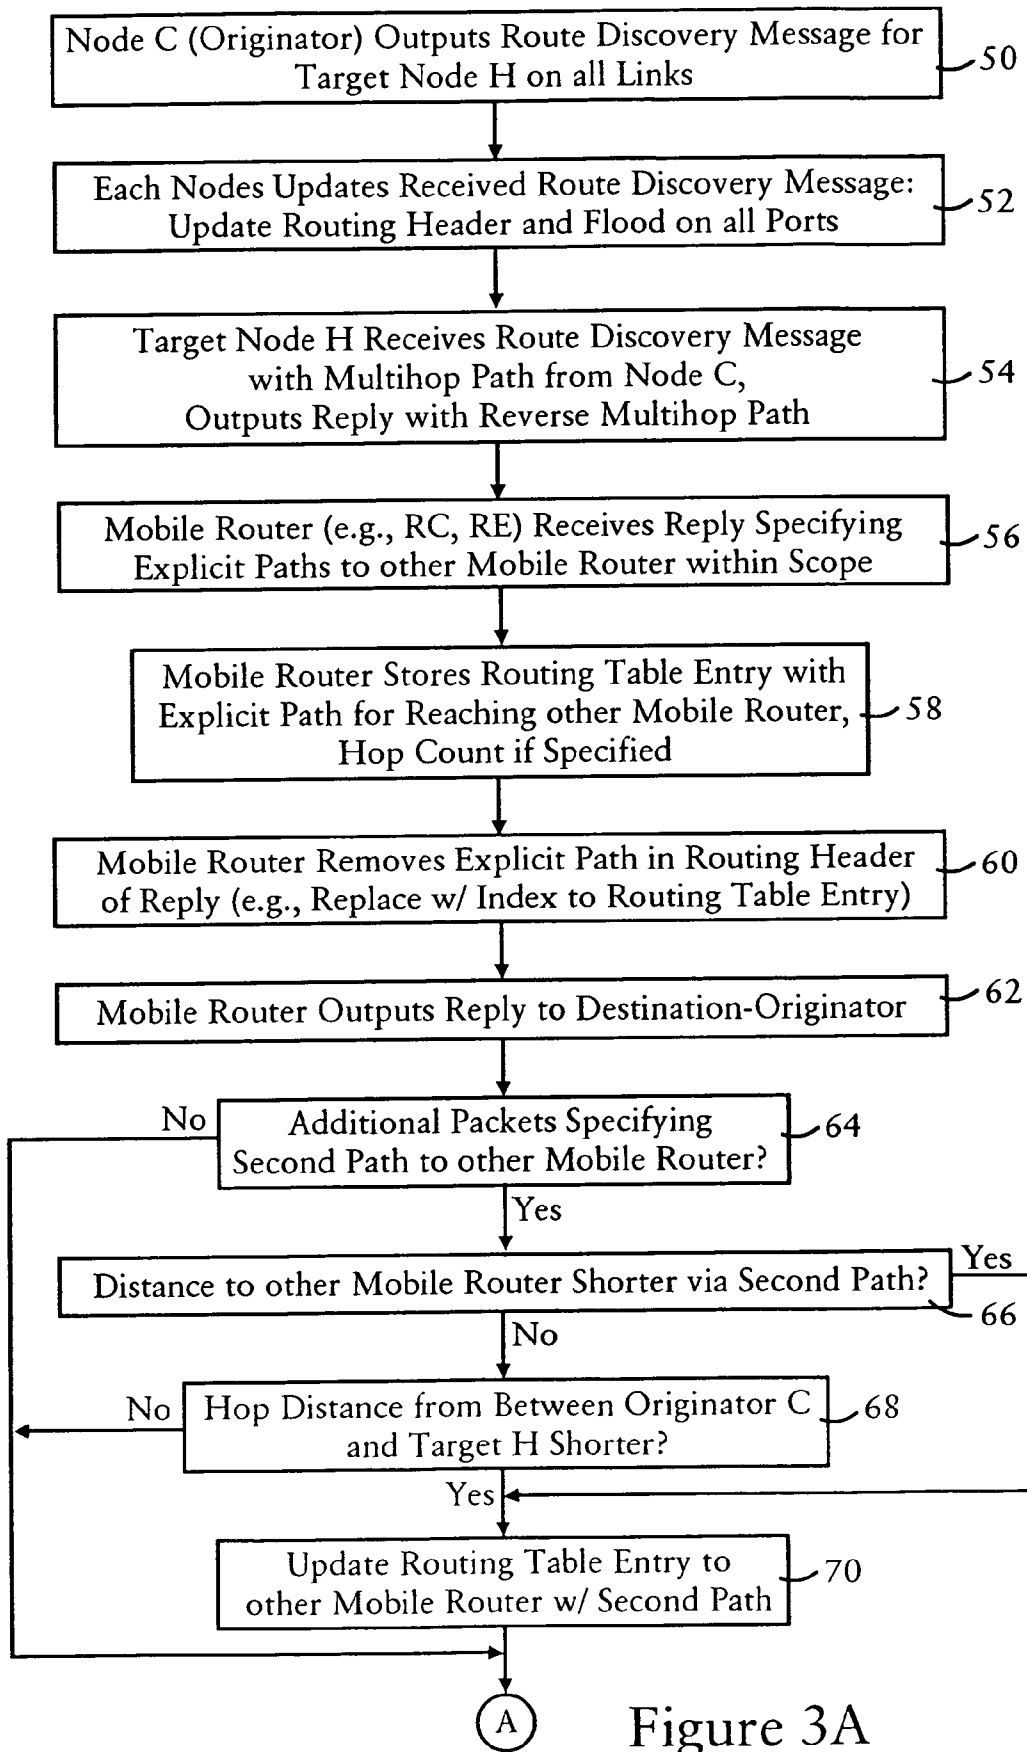 Node C (Originator) Outputs Route Discovery Message for
Target Node H on all Links
50
Each Nodes Updates Received Route Discovery Message:
Update Routing Header and Flood on all Ports
52
Target Node H Receives Route Discovery Message
with Multihop Path from Node C,
Outputs Reply with Reverse Multihop Path
54
Mobile Router (e.g., RC, RE) Receives Reply Specifying
Explicit Paths to other Mobile Router within Scope
56
Mobile Router Stores Routing Table Entry with
Explicit Path for Reaching other Mobile Router,
Hop Count if Specified
58
Mobile Router Removes Explicit Path in Routing Header
of Reply (e.g., Replace w/ Index to Routing Table Entry)
60
Mobile Router Outputs Reply to Destination-Originator
62
No
Additional Packets Specifying
Second Path to other Mobile Router?
64
Yes
Distance to other Mobile Router Shorter via Second Path?
Yes
66
No
No
Hop Distance from Between Originator C
and Target H Shorter?
68
Yes
Update Routing Table Entry to
other Mobile Router w/ Second Path
70
A
Figure 3A